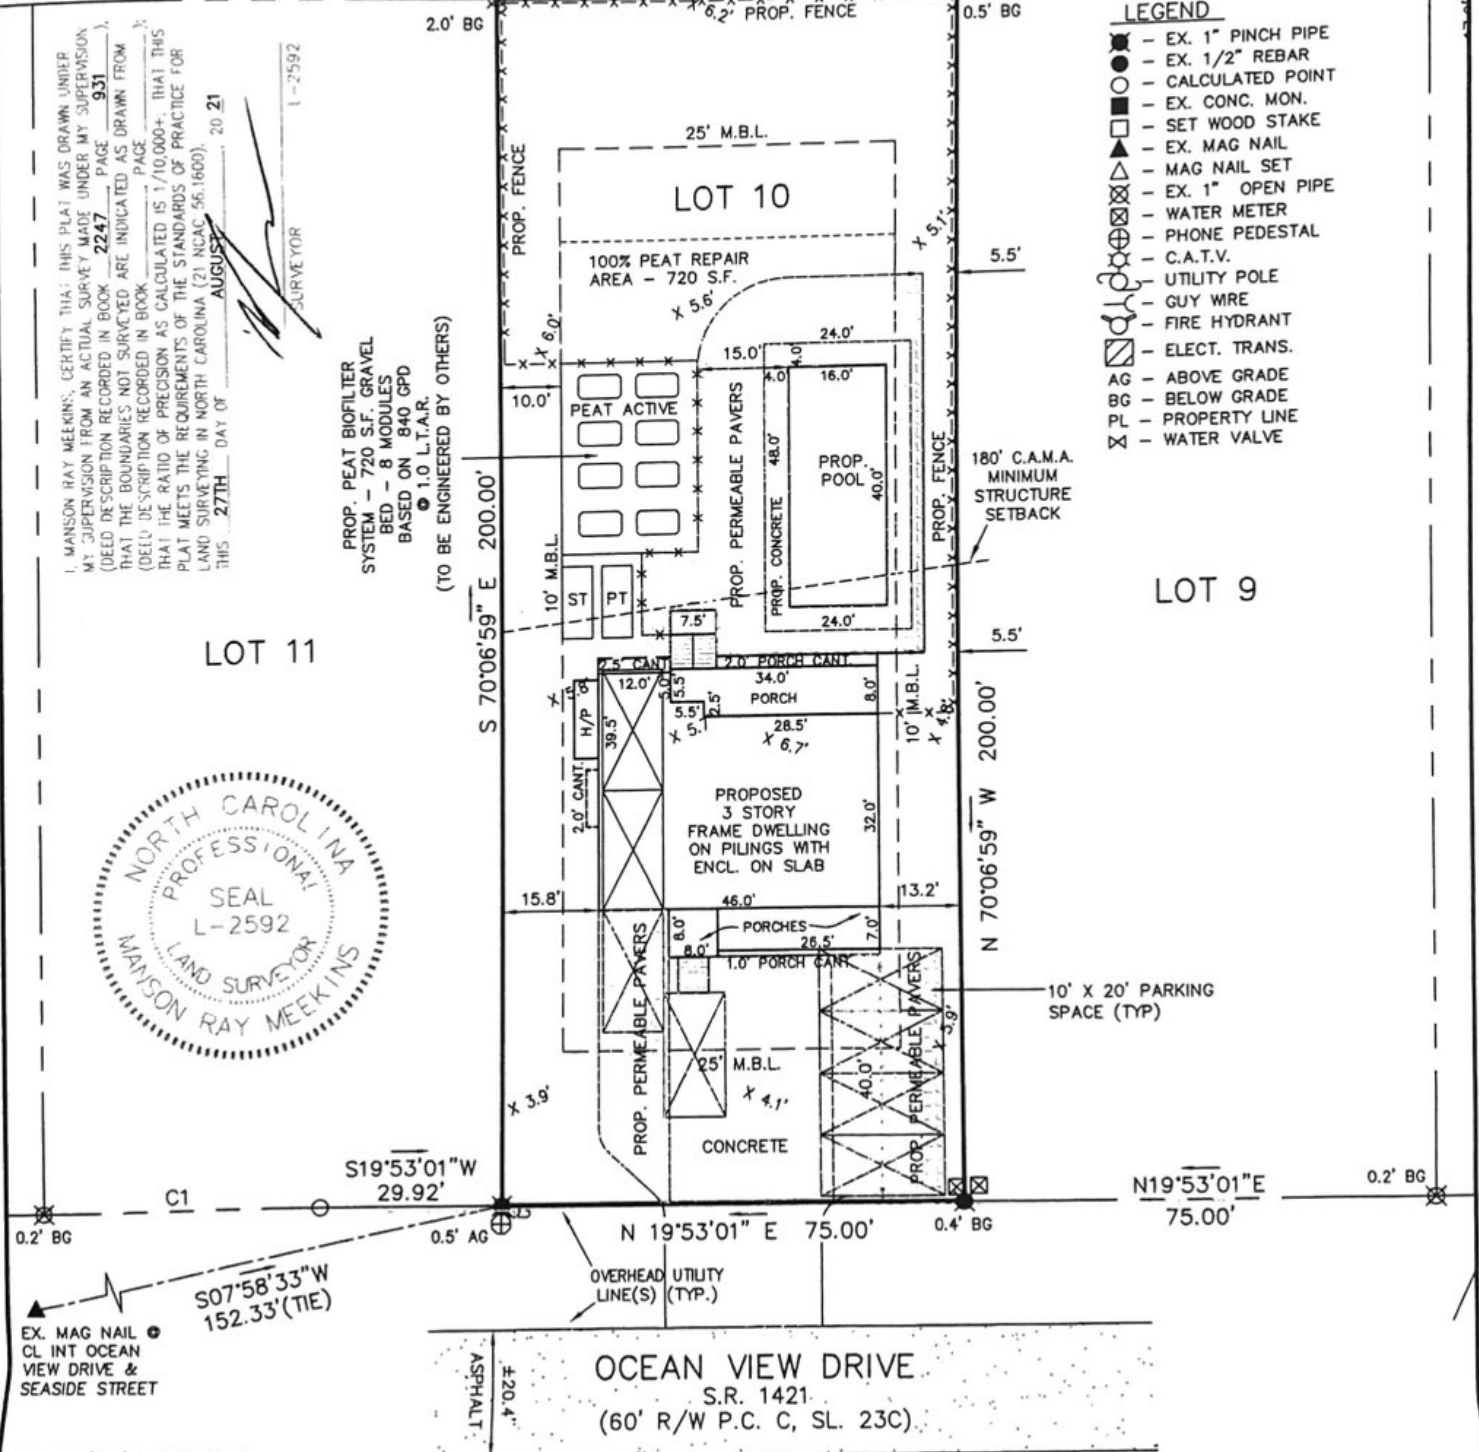 2.0' BG
6.2' PROP. FENCE
0.5' BG
LEGEND
– EX. 1" PINCH PIPE
– EX. 1/2" REBAR
– CALCULATED POINT
– EX. CONC. MON.
– SET WOOD STAKE
– EX. MAG NAIL
– MAG NAIL SET
– EX. 1" OPEN PIPE
– WATER METER
– PHONE PEDESTAL
– C.A.T.V.
– UTILITY POLE
– GUY WIRE
– FIRE HYDRANT
– ELECT. TRANS.
AG – ABOVE GRADE
BG – BELOW GRADE
PL – PROPERTY LINE
– WATER VALVE
I, MANSON RAY MEEKINS, CERTIFY THAT THIS PLAT WAS DRAWN UNDER
MY SUPERVISION FROM AN ACTUAL SURVEY MADE UNDER MY SUPERVISION
(DEED DESCRIPTION RECORDED IN BOOK 2247 PAGE 931 );
THAT THE BOUNDARIES NOT SURVEYED ARE INDICATED AS DRAWN FROM
(DEED DESCRIPTION RECORDED IN BOOK PAGE );
THAT THE RATIO OF PRECISION AS CALCULATED IS 1/10,000+, THAT THIS
PLAT MEETS THE REQUIREMENTS OF THE STANDARDS OF PRACTICE FOR
LAND SURVEYING IN NORTH CAROLINA (21 NCAC 56.1600).
THIS 27TH DAY OF AUGUST 20 21
SURVEYOR L-2592
PROP. FENCE
25' M.B.L.
LOT 10
100% PEAT REPAIR
AREA – 720 S.F.
X 5.1'
5.5'
X 5.6'
X 6.0'
10.0'
PEAT ACTIVE
PROP. PEAT BIOFILTER
SYSTEM – 720 S.F. GRAVEL
BED – 8 MODULES
BASED ON 840 GPD
@ 1.0 L.T.A.R.
(TO BE ENGINEERED BY OTHERS)
15.0'
24.0'
4.0'
4.0'
16.0'
PROP. PERMEABLE PAVERS
PROP. CONCRETE
48.0'
PROP.
POOL
40.0'
24.0'
PROP. FENCE
180' C.A.M.A.
MINIMUM
STRUCTURE
SETBACK
S 70°06'59" E 200.00'
10' M.B.L.
ST
PT
7.5'
LOT 9
LOT 11
5.5'
2.5' CANT
2.0' PORCH CANT.
12.0'
5.0'
5.5'
34.0'
PORCH
8.0'
2.5'
5.5'
28.5'
X 5.8'
X 6.7'
H/P
39.5'
10' M.B.L.
X 4.8'
N 70°06'59" W 200.00'
2.0' CANT.
PROPOSED
3 STORY
FRAME DWELLING
ON PILINGS WITH
ENCL. ON SLAB
32.0'
NORTH CAROLINA
PROFESSIONAL
SEAL
L-2592
LAND SURVEYOR
MANSON RAY MEEKINS
15.8'
46.0'
13.2'
8.0'
PORCHES
7.0'
8.0'
26.5'
1.0' PORCH CANT.
PROP. PERMEABLE PAVERS
10' X 20' PARKING
SPACE (TYP)
PROP. PERMEABLE PAVERS
X 5.9'
25' M.B.L.
40.0'
X 4.1'
X 3.9'
CONCRETE
S19°53'01"W
29.92'
C1
0.2' BG
0.5' AG
N 19°53'01" E 75.00'
0.4' BG
N19°53'01"E
75.00'
0.2' BG
S07°58'33"W
152.33'(TIE)
OVERHEAD UTILITY
LINE(S) (TYP.)
EX. MAG NAIL @
CL INT OCEAN
VIEW DRIVE &
SEASIDE STREET
ASPHALT
±20.4"
OCEAN VIEW DRIVE
S.R. 1421
(60' R/W P.C. C, SL. 23C)